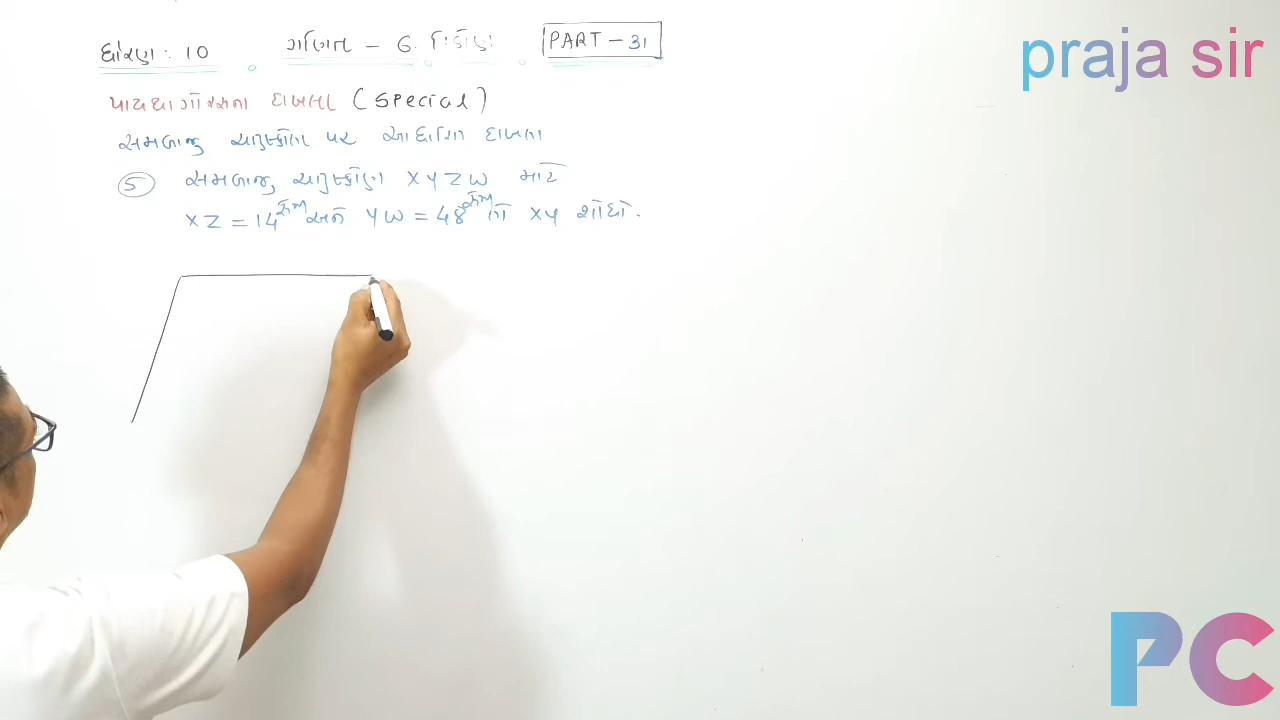 ધોરણ : 10 ગણિત - 6. ત્રિકોણ PART - 31
praja sir
પાયથાગોરસના દાખલા (Special)
સમબાજુ ચતુષ્કોણ પર આધારિત દાખલા
5 સમબાજુ ચતુષ્કોણ XYZW માટે
XZ = 14 સેમી અને YW = 48 સેમી તો XY શોધો.
PC